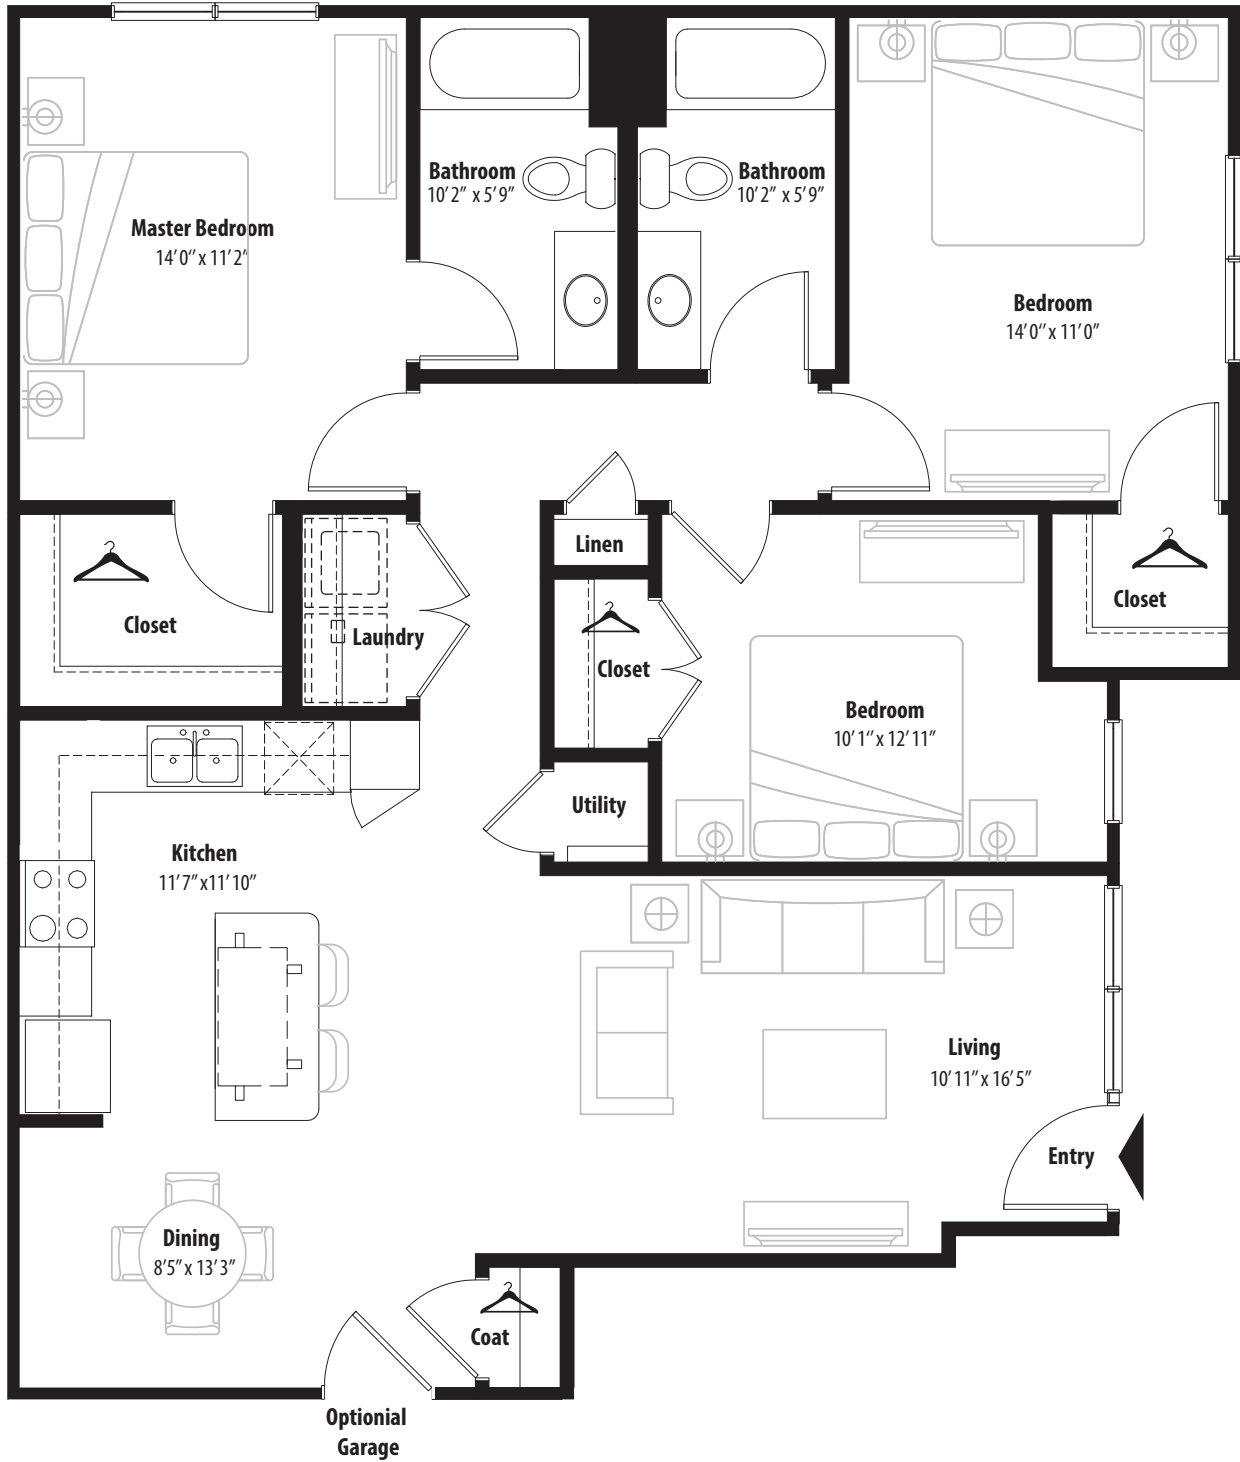 Bathroom
10'2" x 5'9"
Bathroom
10'2" x 5'9"
Master Bedroom
14'0" x 11'2"
Bedroom
14'0" x 11'0"
Linen
Closet
Closet
Laundry
Closet
Bedroom
10'1" x 12'11"
Utility
Kitchen
11'7" x11'10"
Living
10'11" x 16'5"
Entry
Dining
8'5" x 13'3"
Coat
Optionial
Garage